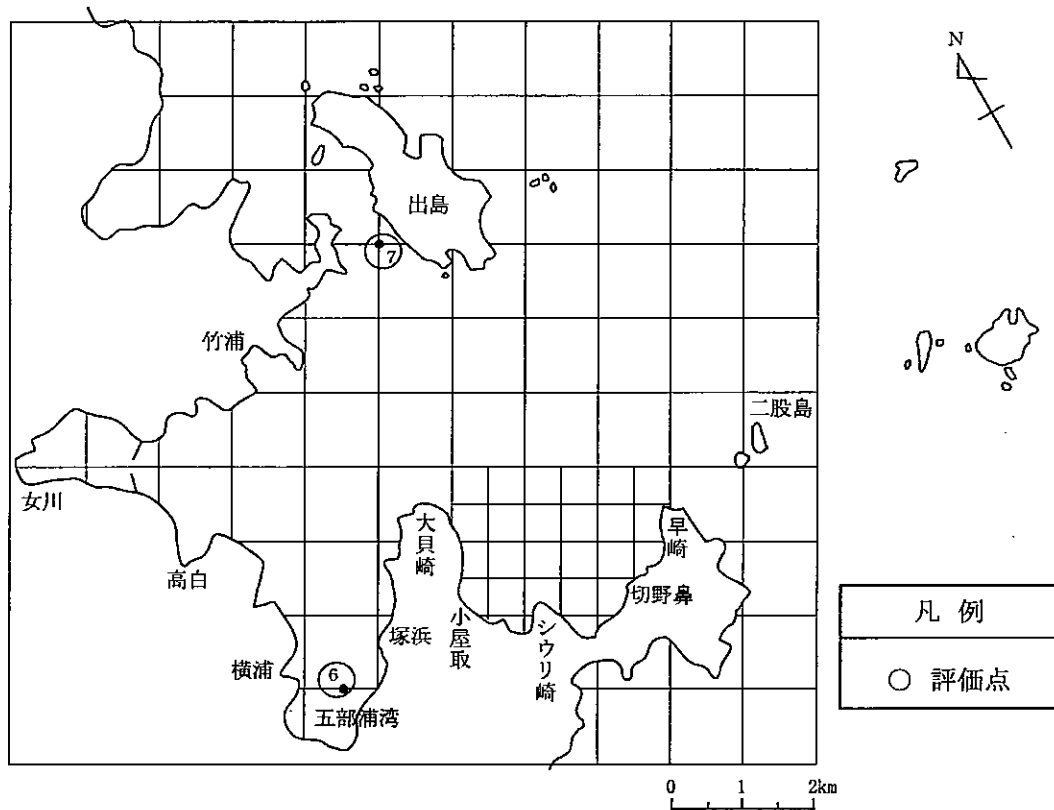 N
出島
7
竹浦
二股島
女川
高白
大貝崎
早崎
切野鼻
小屋取
シウリ崎
塚浜
横浦
6
五部浦湾
凡例
○ 評価点
0 1 2km